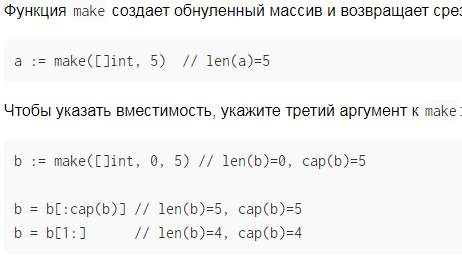 Функция make создает обнуленный массив и возвращает срез
a := make([]int, 5)  // len(a)=5
Чтобы указать вместимость, укажите третий аргумент к make:
b := make([]int, 0, 5) // len(b)=0, cap(b)=5
b = b[:cap(b)] // len(b)=5, cap(b)=5
b = b[1:]      // len(b)=4, cap(b)=4